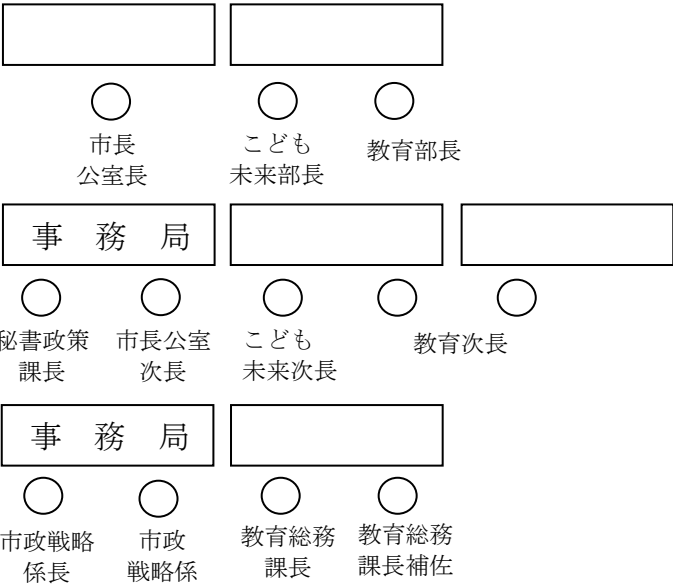 市長
公室長
こども
未来部長
教育部長
事　務　局
秘書政策
課長
市長公室
次長
こども
未来次長
教育次長
事　務　局
市政戦略
係長
市政
戦略係
教育総務
課長
教育総務
課長補佐